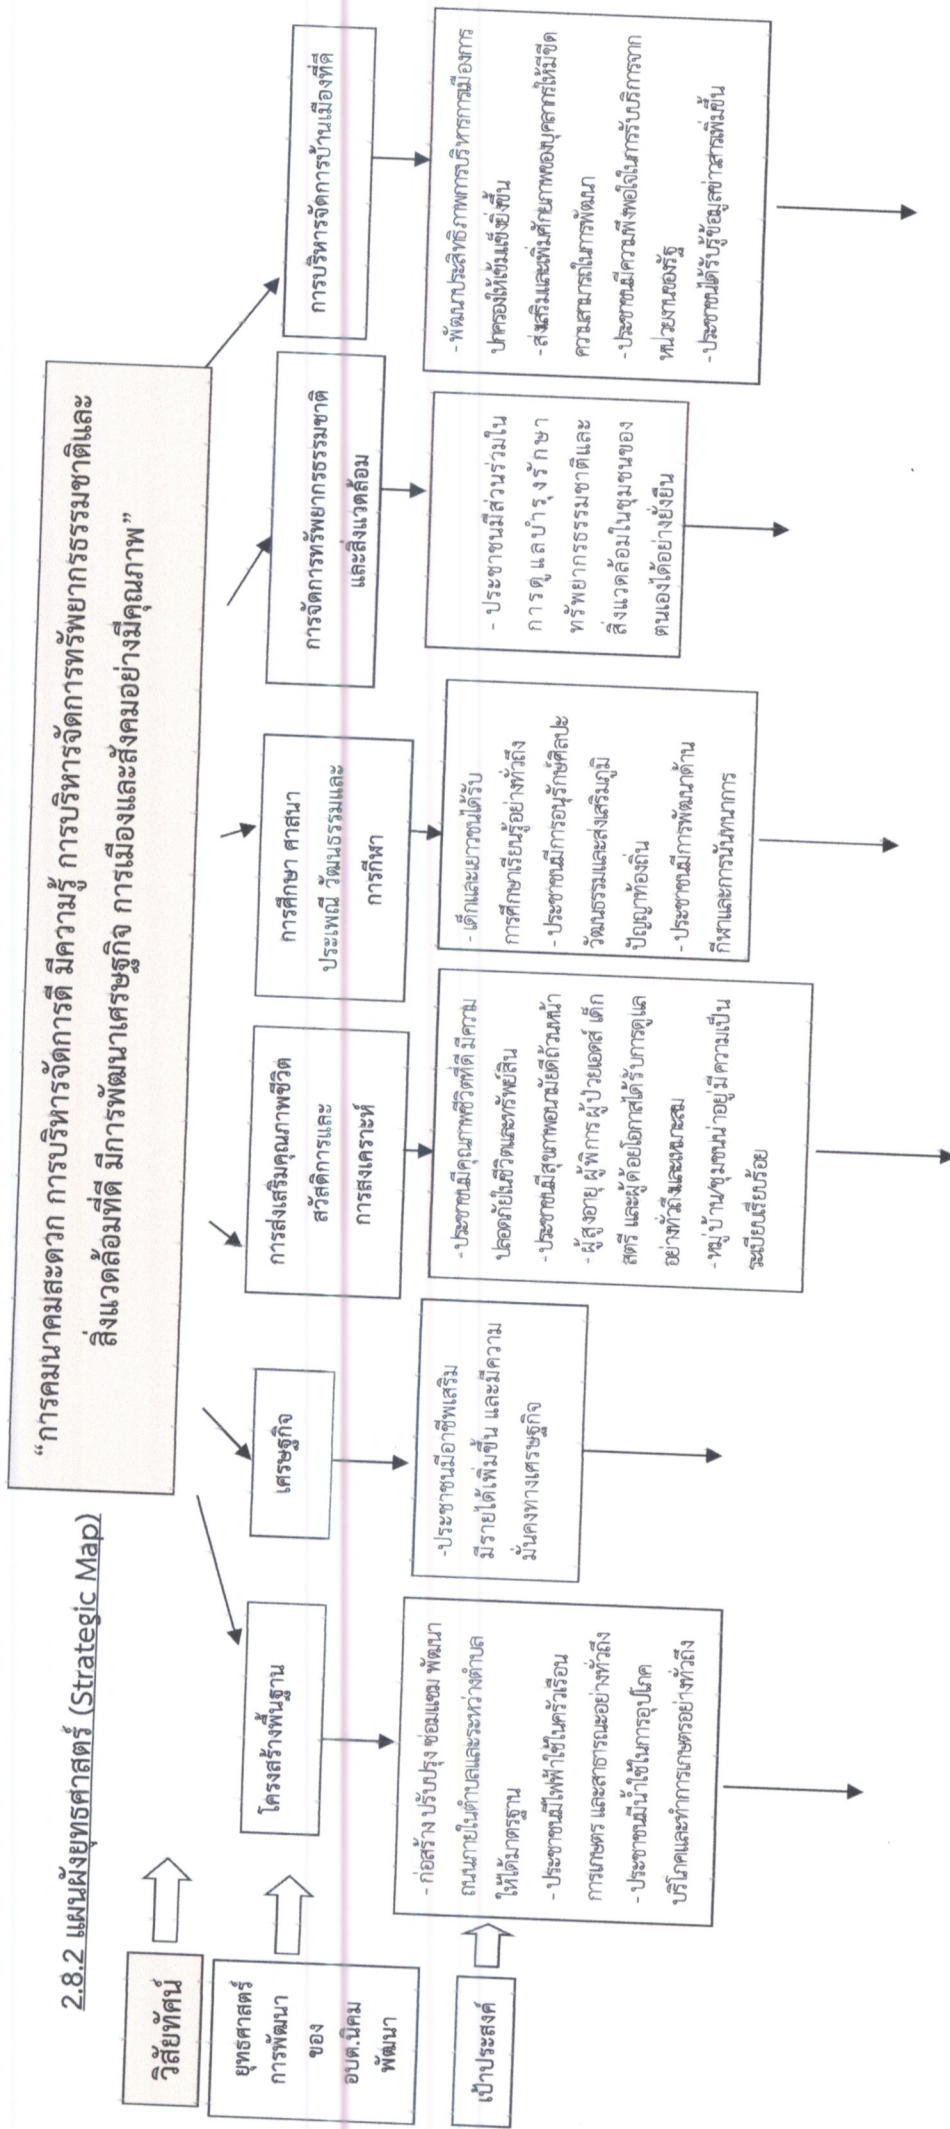 2.8.2 แผนผังยุทธศาสตร์ (Strategic Map)
วิสัยทัศน์
“การคมนาคมสะดวก การบริหารจัดการดี มีความรู้ การบริหารจัดการทรัพยากรธรรมชาติและ
สิ่งแวดล้อมที่ดี มีการพัฒนาเศรษฐกิจ การเมืองและสังคมอย่างมีคุณภาพ”
ยุทธศาสตร์
การพัฒนา
ของ
อบต.นิคม
พัฒนา
โครงสร้างพื้นฐาน
เศรษฐกิจ
การส่งเสริมคุณภาพชีวิต
สวัสดิการและ
การสงเคราะห์
การศึกษา ศาสนา
ประเพณี วัฒนธรรมและ
การกีฬา
การจัดการทรัพยากรธรรมชาติ
และสิ่งแวดล้อม
การบริหารจัดการบ้านเมืองที่ดี
เป้าประสงค์
- ก่อสร้าง ปรับปรุง ซ่อมแซม พัฒนา
ถนนภายในตำบลและระหว่างตำบล
ให้ได้มาตรฐาน
- ประชาชนมีไฟฟ้าใช้ในครัวเรือน
การเกษตร และสาธารณะอย่างทั่วถึง
- ประชาชนมีน้ำใช้ในการอุปโภค
บริโภคและทำการเกษตรอย่างทั่วถึง
-ประชาชนมีอาชีพเสริม
มีรายได้เพิ่มขึ้น และมีความ
มั่นคงทางเศรษฐกิจ
-ประชาชนมีคุณภาพชีวิตที่ดี มีความ
ปลอดภัยในชีวิตและทรัพย์สิน
-ประชาชนมีสุขภาพอนามัยดีถ้วนหน้า
- ผู้สูงอายุ ผู้พิการ ผู้ป่วยเอดส์ เด็ก
สตรี และผู้ด้อยโอกาสได้รับการดูแล
อย่างทั่วถึงและเหมาะสม
-หมู่บ้าน/ชุมชนน่าอยู่มีความเป็น
ระเบียบเรียบร้อย
- เด็กและเยาวชนได้รับ
การศึกษาเรียนรู้อย่างทั่วถึง
- ประชาชนมีการอนุรักษ์ศิลปะ
วัฒนธรรมและส่งเสริมภูมิ
ปัญญาท้องถิ่น
- ประชาชนมีการพัฒนาด้าน
กีฬาและการนันทนาการ
- ประชาชนมีส่วนร่วมใน
การดูแลบำรุงรักษา
ทรัพยากรธรรมชาติและ
สิ่งแวดล้อมในชุมชนของ
ตนเองได้อย่างยั่งยืน
- พัฒนาประสิทธิภาพการบริหารการเมืองการ
ปกครองให้เข้มแข็งยิ่งขึ้น
-ส่งเสริมและเพิ่มศักยภาพของบุคลากรให้มีขีด
ความสามารถในการพัฒนา
-ประชาชนมีความพึงพอใจในการรับบริการจาก
หน่วยงานของรัฐ
-ประชาชนได้รับรู้ข้อมูลข่าวสารเพิ่มขึ้น